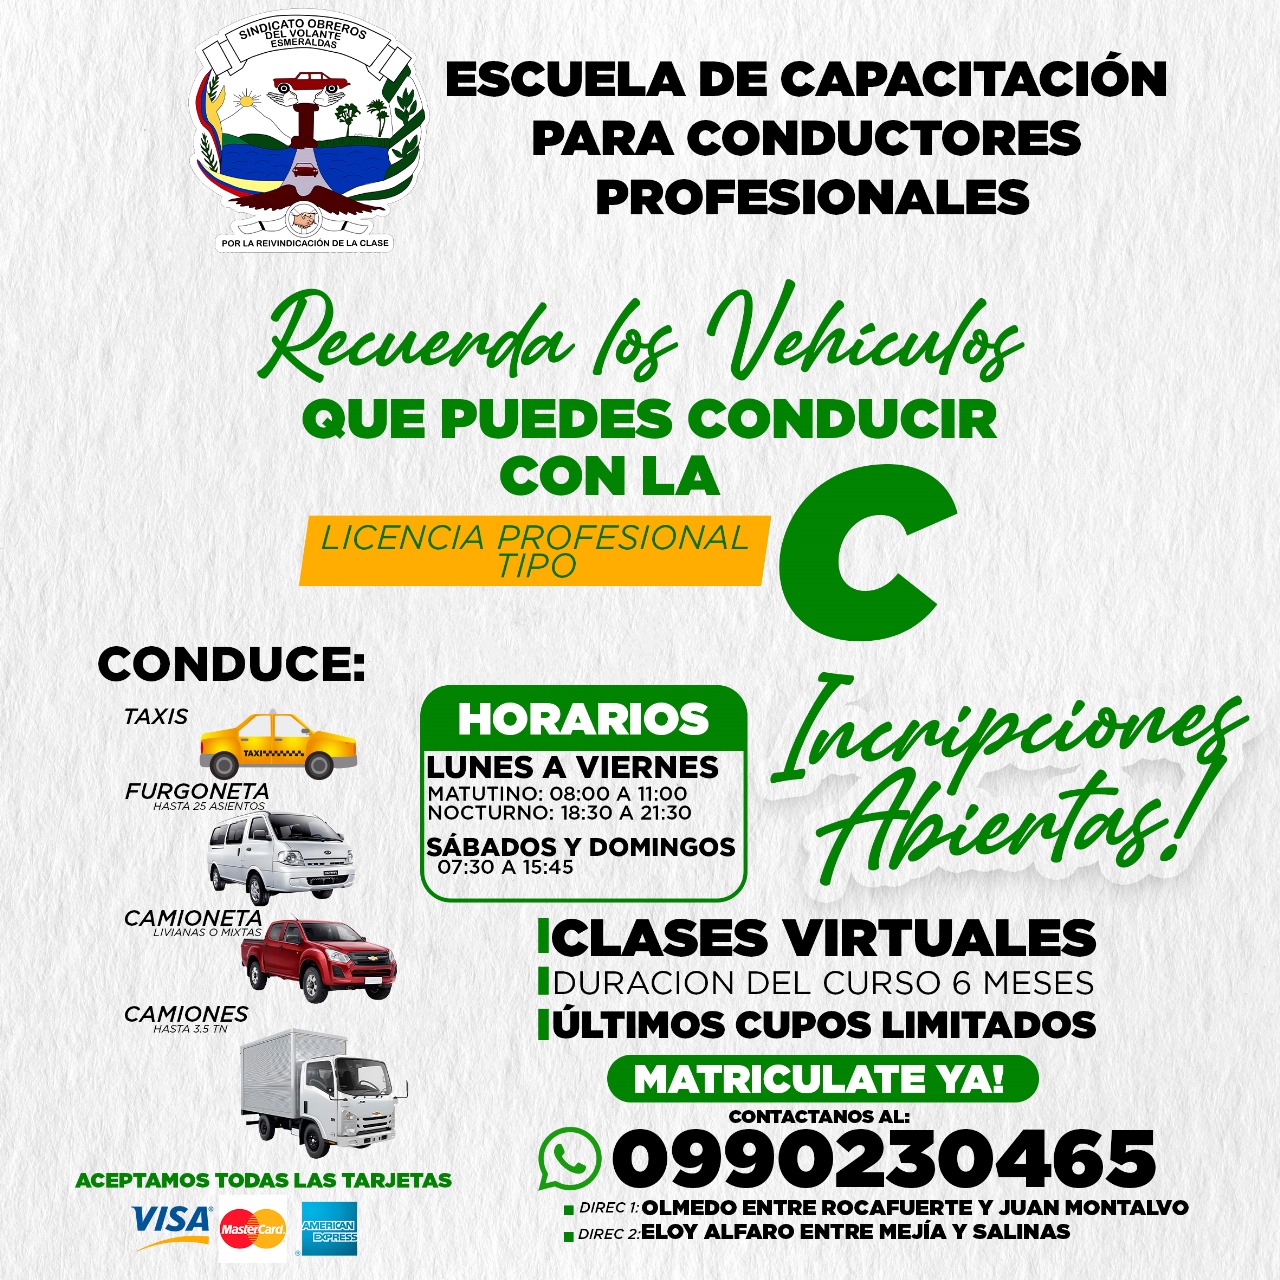 SINDICATO OBREROS
DEL VOLANTE
ESMERALDAS
POR LA REIVINDICACIÓN DE LA CLASE
ESCUELA DE CAPACITACIÓN
PARA CONDUCTORES
PROFESIONALES
Recuerda los Vehículos
QUE PUEDES CONDUCIR
CON LA
LICENCIA PROFESIONAL
TIPO
C
CONDUCE:
TAXIS
TAXI
FURGONETA
HASTA 25 ASIENTOS
CAMIONETA
LIVIANAS O MIXTAS
CAMIONES
HASTA 3.5 TN
ACEPTAMOS TODAS LAS TARJETAS
VISA
MasterCard
AMERICAN
EXPRESS
HORARIOS
LUNES A VIERNES
MATUTINO: 08:00 A 11:00
NOCTURNO: 18:30 A 21:30
SÁBADOS Y DOMINGOS
07:30 A 15:45
Incripciones
Abiertas!
CLASES VIRTUALES
DURACION DEL CURSO 6 MESES
ÚLTIMOS CUPOS LIMITADOS
MATRICULATE YA!
CONTACTANOS AL:
0990230465
DIREC 1: OLMEDO ENTRE ROCAFUERTE Y JUAN MONTALVO
DIREC 2: ELOY ALFARO ENTRE MEJÍA Y SALINAS